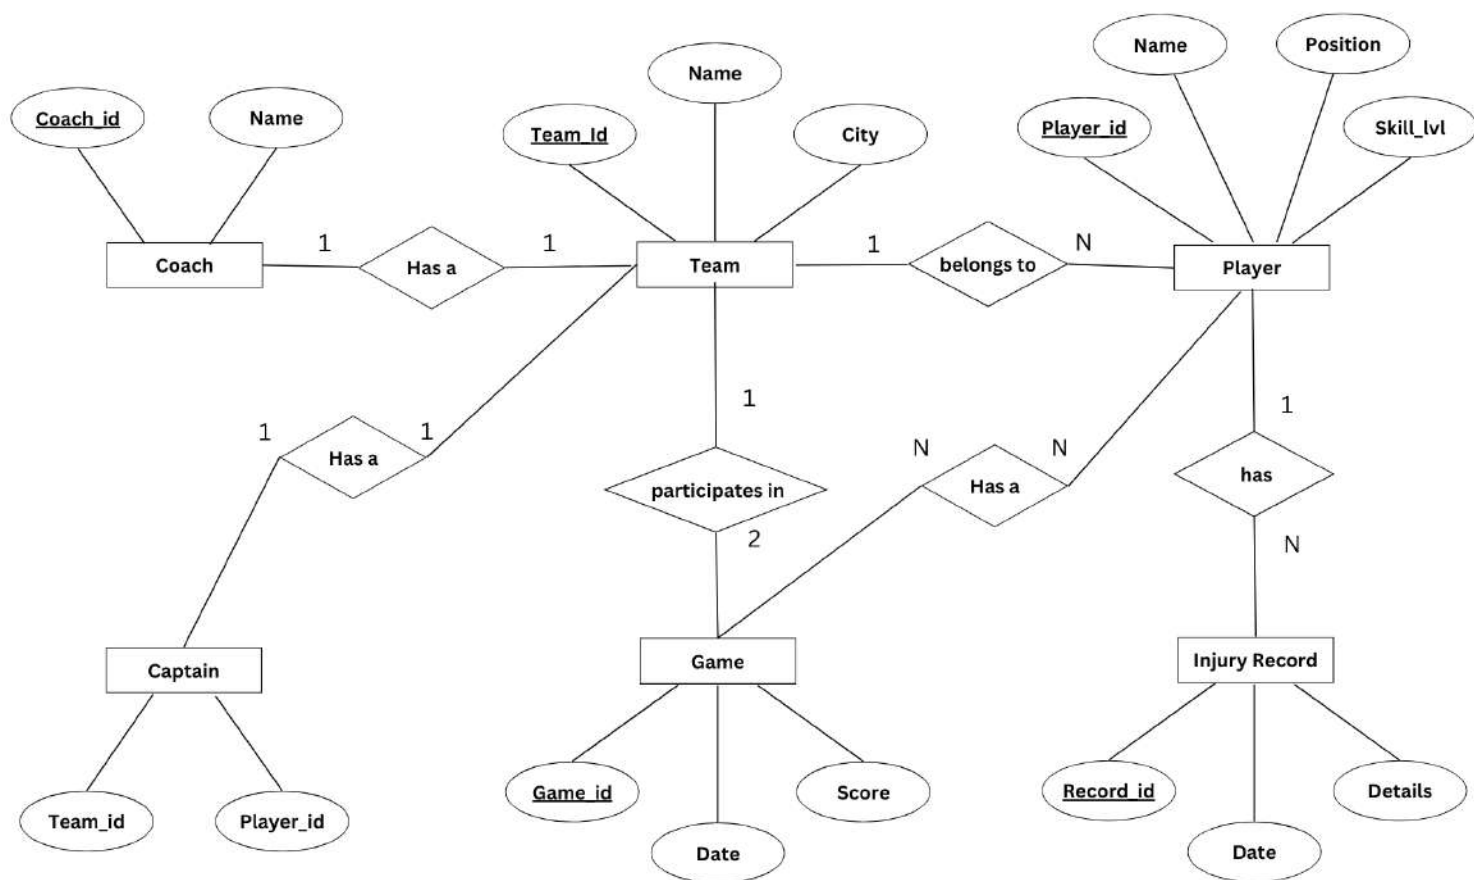 Name
Position
Name
Coach_id
Name
Team_Id
City
Player_id
Skill_lvl
1
1
1
N
Coach
Has a
Team
belongs to
Player
1
1
1
N
N
1
Has a
participates in
Has a
has
2
N
Captain
Game
Injury Record
Team_id
Player_id
Game_id
Score
Record_id
Details
Date
Date